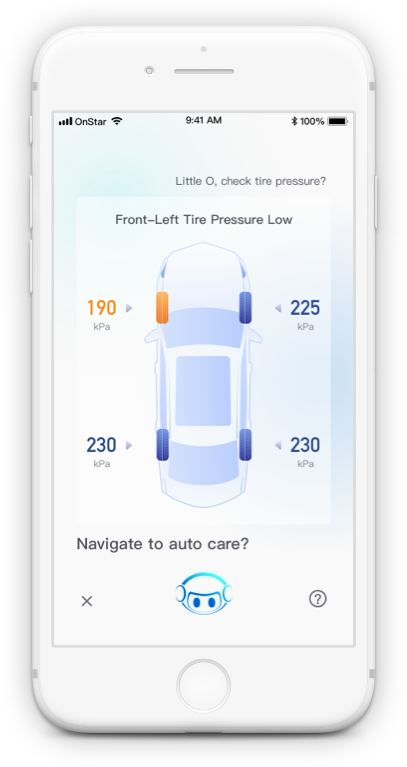 OnStar
9:41 AM
100%
Little O, check tire pressure?
Front-Left Tire Pressure Low
190
kPa
225
kPa
230
kPa
230
kPa
Navigate to auto care?
?